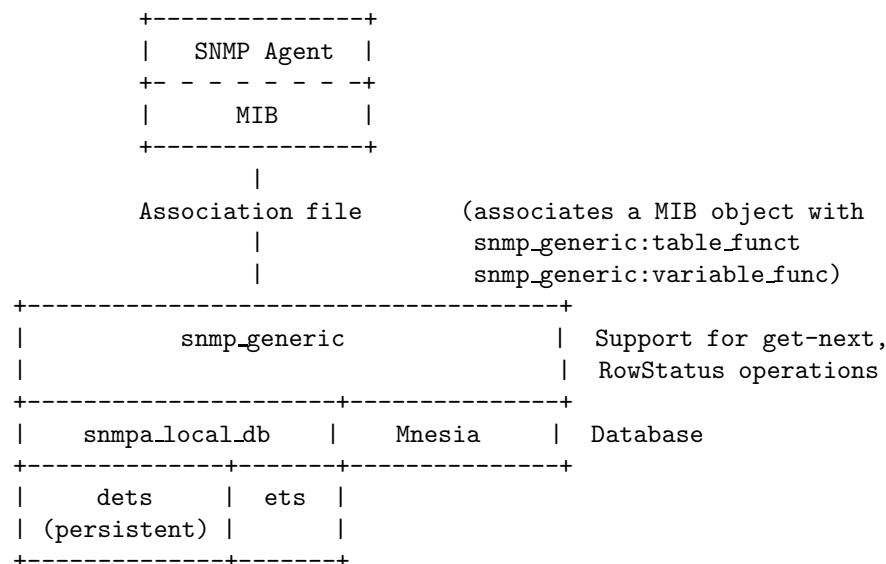 +---------------+
| SNMP Agent |
+- - - - - - - -+
| MIB |
+---------------+
|
Association file (associates a MIB object with
| snmp_generic:table_funct
| snmp_generic:variable_func)
+--------------------------------------+
| snmp_generic | Support for get-next,
| | RowStatus operations
+----------------------+---------------+
| snmpa_local_db | Mnesia | Database
+--------------+-------+---------------+
| dets | ets |
| (persistent) | |
+--------------+-------+